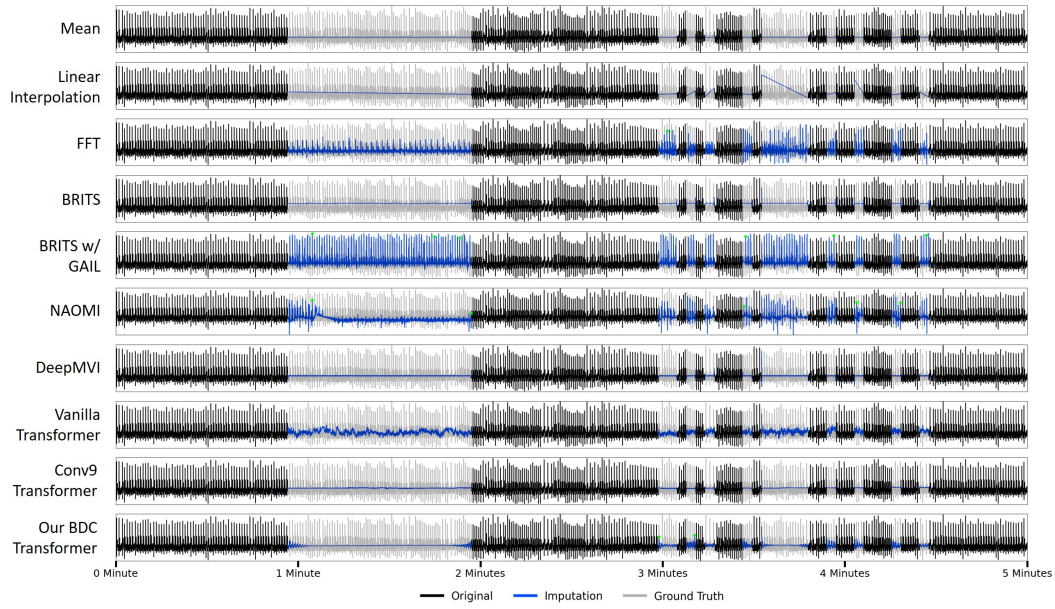 Mean
Linear
Interpolation
FFT
BRITS
BRITS w/
GAIL
NAOMI
DeepMVI
Vanilla
Transformer
Conv9
Transformer
Our BDC
Transformer
0 Minute 1 Minute 2 Minutes 3 Minutes 4 Minutes 5 Minutes
Original Imputation Ground Truth